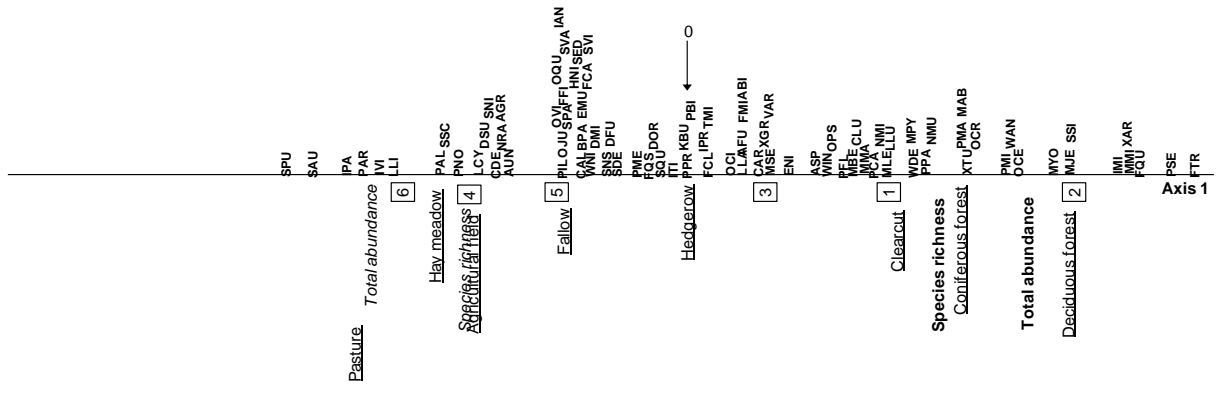 0
SPU
SAU
IPA
PAR
IVI
LLI
PAL
SSC
PNO
LCY
DSU
SNI
CDE
NRA
AGR
AUN
PIL
OJU
OVI
SPA
FFI
OQU
SVA
IAN
HNI
SED
CAL
BPA
EMU
FCA
SVI
WNI
DMI
SNS
DFU
SDE
PME
FQS
DOR
SQU
ITI
PPR
KBU
PBI
FCL
IPR
TMI
OCI
LLA
AFU
FMI
ABI
CAR
XGR
VAR
MSE
ENI
ASP
WIN
OPS
PFL
MBE
CLU
MMA
PCA
NMI
MLE
LLU
WDE
MPY
PPA
NMU
XTU
PMA
MAB
OCR
PMI
WAN
OCE
MYO
MJE
SSI
IMI
MMI
XAR
FQU
PSE
FTR
Axis 1
6
4
5
3
1
2
Pasture
Total abundance
Hay meadow
Species richness
Agricultural field
Fallow
Hedgerow
Clearcut
Species richness
Coniferous forest
Total abundance
Deciduous forest